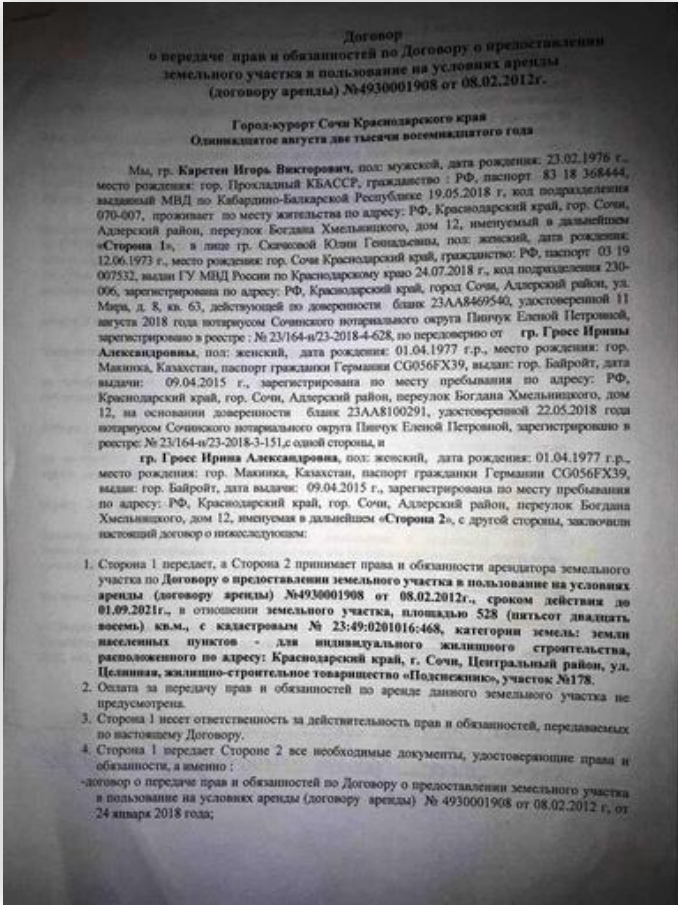 Договор
о передаче прав и обязанностей по Договору о предоставлении
земельного участка в пользование на условиях аренды
(договору аренды) №4930001908 от 08.02.2012г.
Город-курорт Сочи Краснодарского края
Одиннадцатое августа две тысячи восемнадцатого года
Мы, гр. Карстен Игорь Викторович, пол: мужской, дата рождения: 23.02.1976 г.,
место рождения: гор. Прохладный КБАССР, гражданство : РФ, паспорт 83 18 368444,
выданный МВД по Кабардино-Балкарской Республике 19.05.2018 г, код подразделения
070-007, проживает по месту жительства по адресу: РФ, Краснодарский край, гор. Сочи,
Адлерский район, переулок Богдана Хмельницкого, дом 12, именуемый в дальнейшем
«Сторона 1», в лице гр. Скачковой Юлии Геннадьевны, пол: женский, дата рождения:
12.06.1973 г., место рождения: гор. Сочи Краснодарский край, гражданство: РФ, паспорт 03 19
007532, выдан ГУ МВД России по Краснодарскому краю 24.07.2018 г., код подразделения 230-
006, зарегистрирована по адресу: РФ, Краснодарский край, город Сочи, Адлерский район, ул.
Мира, д. 8, кв. 63, действующей по доверенности бланк 23АА8469540, удостоверенной 11
августа 2018 года нотариусом Сочинского нотариального округа Пинчук Еленой Петровной,
зарегистрировано в реестре : № 23/164-н/23-2018-4-628, по передоверию от гр. Гросс Ирины
Александровны, пол: женский, дата рождения: 01.04.1977 г.р., место рождения: гор.
Макинка, Казахстан, паспорт гражданки Германии CG056FX39, выдан: гор. Байройт, дата
выдачи: 09.04.2015 г., зарегистрирована по месту пребывания по адресу: РФ,
Краснодарский край, гор. Сочи, Адлерский район, переулок Богдана Хмельницкого, дом
12, на основании доверенности бланк 23АА8100291, удостоверенной 22.05.2018 года
нотариусом Сочинского нотариального округа Пинчук Еленой Петровной, зарегистрировано в
реестре: № 23/164-н/23-2018-3-151,с одной стороны, и
гр. Гросс Ирина Александровна, пол: женский, дата рождения: 01.04.1977 г.р.,
место рождения: гор. Макинка, Казахстан, паспорт гражданки Германии CG056FX39,
выдан: гор. Байройт, дата выдачи: 09.04.2015 г., зарегистрирована по месту пребывания
по адресу: РФ, Краснодарский край, гор. Сочи, Адлерский район, переулок Богдана
Хмельницкого, дом 12, именуемая в дальнейшем «Сторона 2», с другой стороны, заключили
настоящий договор о нижеследующем:
1. Сторона 1 передает, а Сторона 2 принимает права и обязанности арендатора земельного
участка по Договору о предоставлении земельного участка в пользование на условиях
аренды (договору аренды) №4930001908 от 08.02.2012г., сроком действия до
01.09.2021г., в отношении земельного участка, площадью 528 (пятьсот двадцать
восемь) кв.м., с кадастровым № 23:49:0201016:468, категории земель: земли
населенных пунктов - для индивидуального жилищного строительства,
расположенного по адресу: Краснодарский край, г. Сочи, Центральный район, ул.
Целинная, жилищно-строительное товарищество «Подснежник», участок №178.
2. Оплата за передачу прав и обязанностей по аренде данного земельного участка не
предусмотрена.
3. Сторона 1 несет ответственность за действительность прав и обязанностей, передаваемых
по настоящему Договору.
4. Сторона 1 передает Стороне 2 все необходимые документы, удостоверяющие права и
обязанности, а именно :
-договор о передаче прав и обязанностей по Договору о предоставлении земельного участка
в пользование на условиях аренды (договору аренды) № 4930001908 от 08.02.2012 г, от
24 января 2018 года;